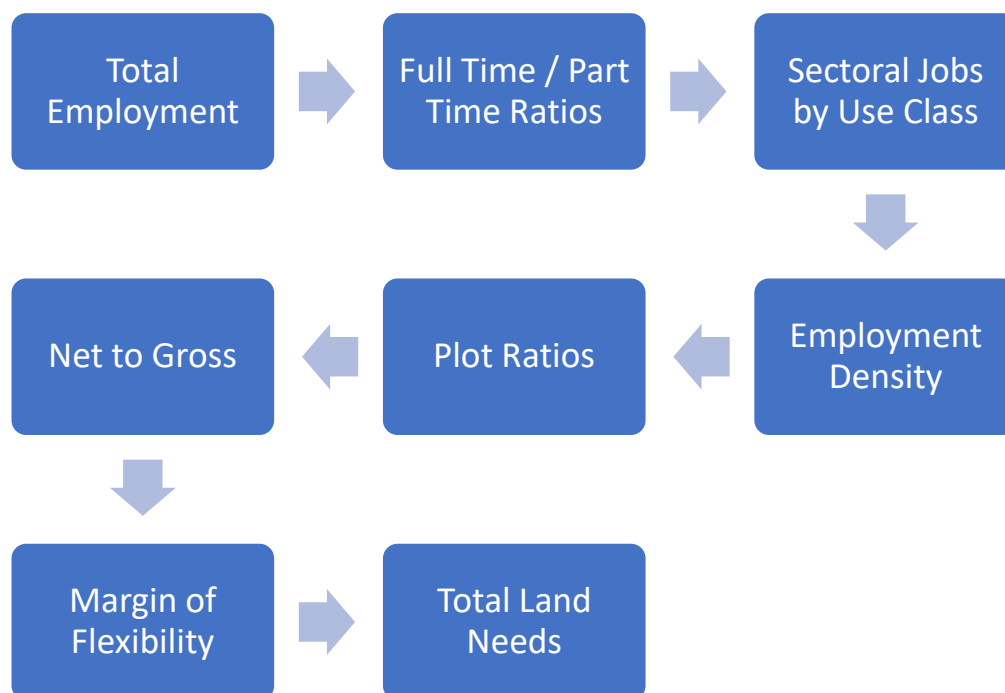 Total
Employment
Full Time / Part
Time Ratios
Sectoral Jobs
by Use Class
Employment
Density
Plot Ratios
Net to Gross
Margin of
Flexibility
Total Land
Needs